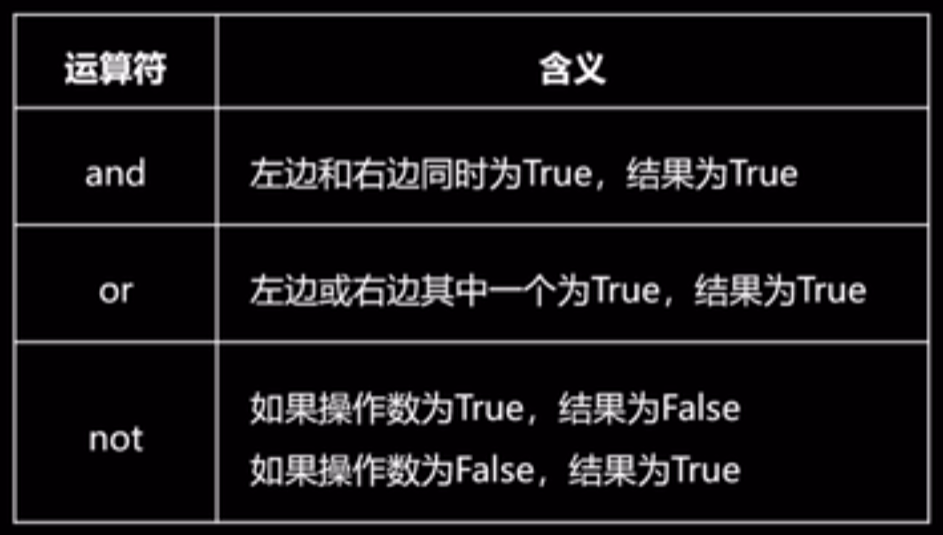 运算符 含义
and 左边和右边同时为True，结果为True
or 左边或右边其中一个为True，结果为True
not
如果操作数为True，结果为False
如果操作数为False，结果为True